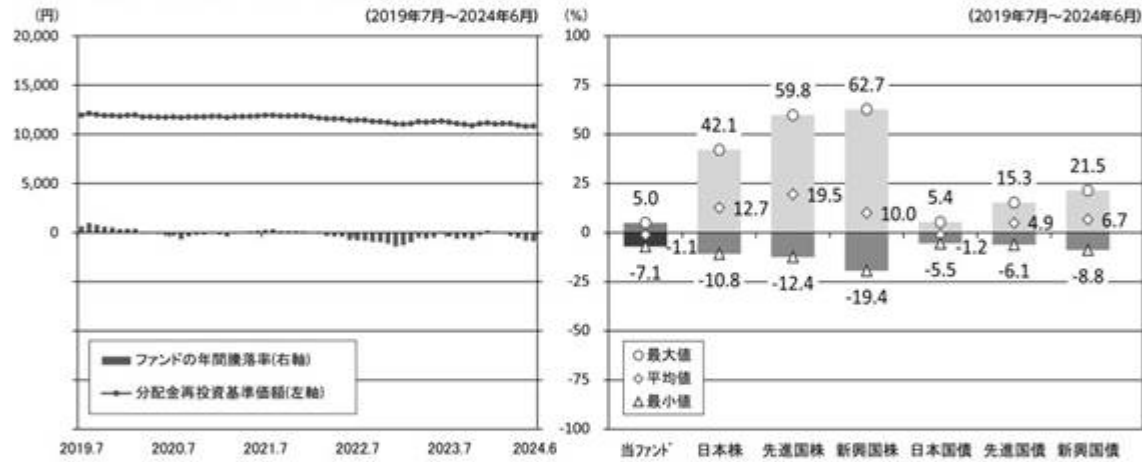 (円)
(2019年7月～2024年6月)
20,000
15,000
10,000
5,000
0
ファンドの年間騰落率(右軸)
分配金再投資基準価額(左軸)
2019.7 2020.7 2021.7 2022.7 2023.7 2024.6
(%)
(2019年7月～2024年6月)
100
75
50
25
0
-25
-50
-75
-100
5.0 42.1 59.8 62.7 5.4 15.3 21.5
-1.1 12.7 19.5 10.0 -1.2 4.9 6.7
-7.1 -10.8 -12.4 -19.4 -5.5 -6.1 -8.8
最大値
平均値
最小値
当ファンド 日本株 先進国株 新興国株 日本国債 先進国債 新興国債